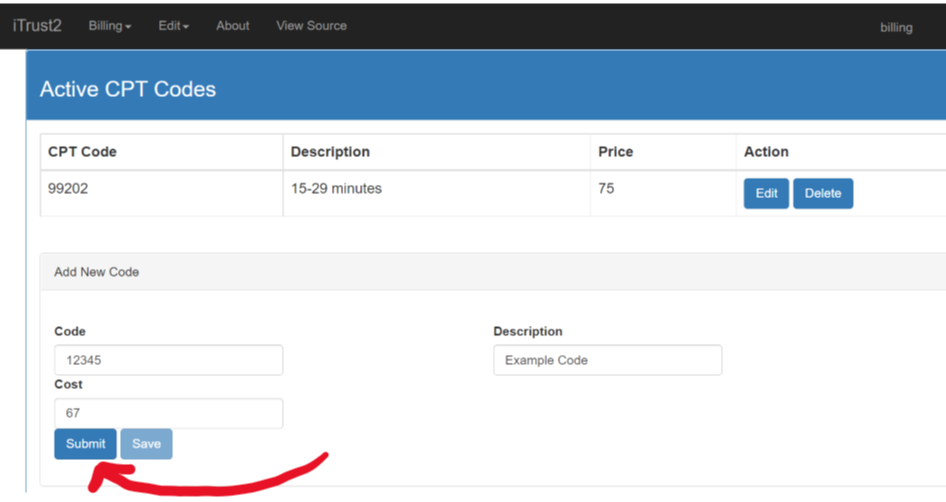 iTrust2 Billing Edit About View Source billing
Active CPT Codes
CPT Code Description Price Action
99202 15-29 minutes 75 Edit Delete
Add New Code
Code Description
12345 Example Code
Cost
67
Submit Save